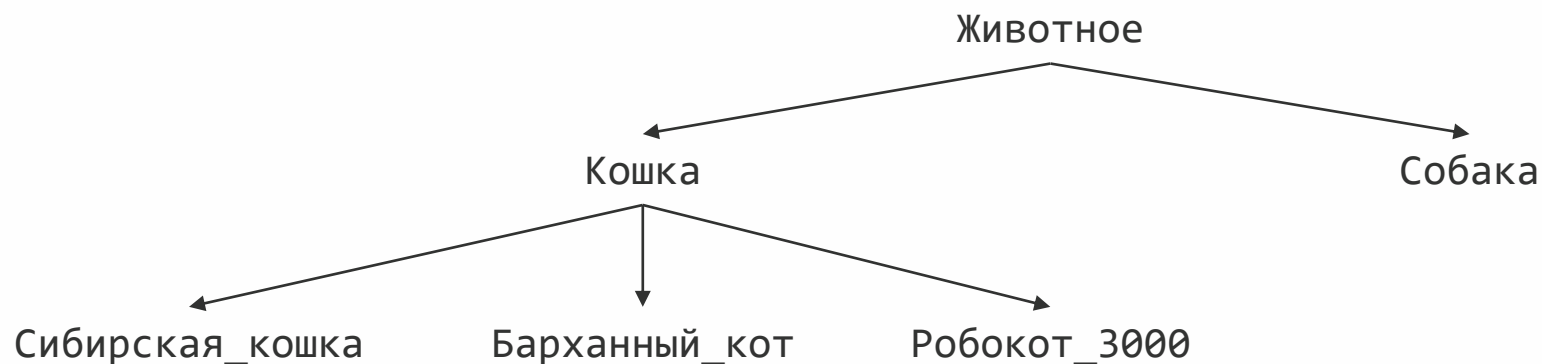 Животное
Кошка Собака
Сибирская_кошка Барханный_кот Робокот_3000